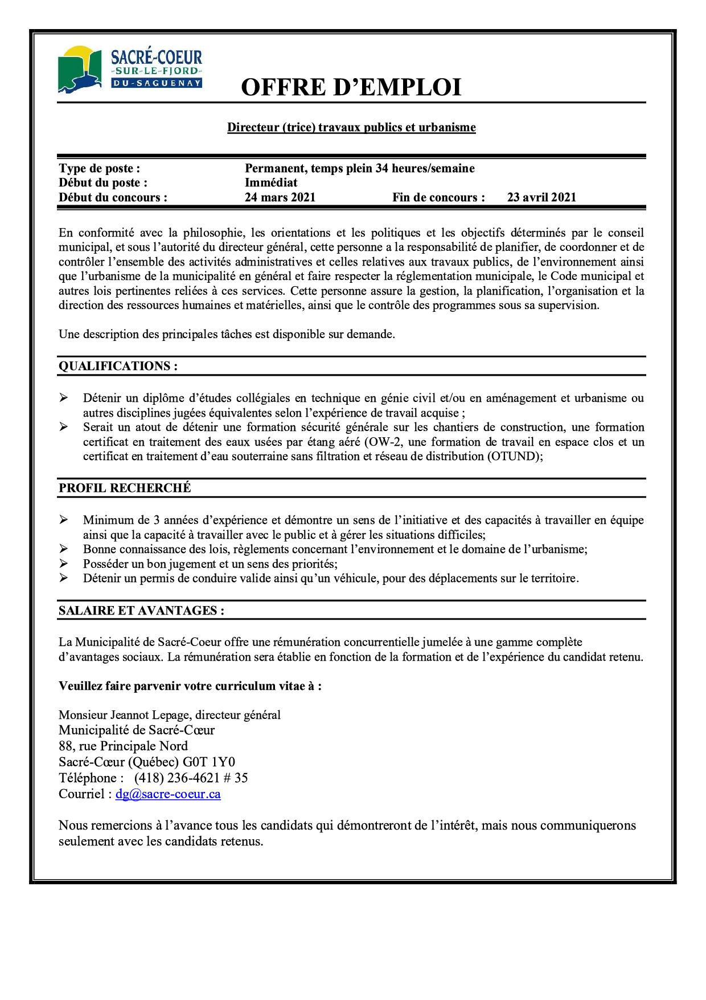 SACRÉ-COEUR
-SUR-LE-FJORD-
DU-SAGUENAY
OFFRE D’EMPLOI
Directeur (trice) travaux publics et urbanisme
Type de poste : Permanent, temps plein 34 heures/semaine
Début du poste : Immédiat
Début du concours : 24 mars 2021 Fin de concours : 23 avril 2021
En conformité avec la philosophie, les orientations et les politiques et les objectifs déterminés par le conseil
municipal, et sous l’autorité du directeur général, cette personne a la responsabilité de planifier, de coordonner et de
contrôler l’ensemble des activités administratives et celles relatives aux travaux publics, de l’environnement ainsi
que l’urbanisme de la municipalité en général et faire respecter la réglementation municipale, le Code municipal et
autres lois pertinentes reliées à ces services. Cette personne assure la gestion, la planification, l’organisation et la
direction des ressources humaines et matérielles, ainsi que le contrôle des programmes sous sa supervision.
Une description des principales tâches est disponible sur demande.
QUALIFICATIONS :
➢ Détenir un diplôme d’études collégiales en technique en génie civil et/ou en aménagement et urbanisme ou
autres disciplines jugées équivalentes selon l’expérience de travail acquise ;
➢ Serait un atout de détenir une formation sécurité générale sur les chantiers de construction, une formation
certificat en traitement des eaux usées par étang aéré (OW-2, une formation de travail en espace clos et un
certificat en traitement d’eau souterraine sans filtration et réseau de distribution (OTUND);
PROFIL RECHERCHÉ
➢ Minimum de 3 années d’expérience et démontre un sens de l’initiative et des capacités à travailler en équipe
ainsi que la capacité à travailler avec le public et à gérer les situations difficiles;
➢ Bonne connaissance des lois, règlements concernant l’environnement et le domaine de l’urbanisme;
➢ Posséder un bon jugement et un sens des priorités;
➢ Détenir un permis de conduire valide ainsi qu’un véhicule, pour des déplacements sur le territoire.
SALAIRE ET AVANTAGES :
La Municipalité de Sacré-Coeur offre une rémunération concurrentielle jumelée à une gamme complète
d’avantages sociaux. La rémunération sera établie en fonction de la formation et de l’expérience du candidat retenu.
Veuillez faire parvenir votre curriculum vitae à :
Monsieur Jeannot Lepage, directeur général
Municipalité de Sacré-Cœur
88, rue Principale Nord
Sacré-Cœur (Québec) G0T 1Y0
Téléphone : (418) 236-4621 # 35
Courriel : dg@sacre-coeur.ca
Nous remercions à l’avance tous les candidats qui démontreront de l’intérêt, mais nous communiquerons
seulement avec les candidats retenus.